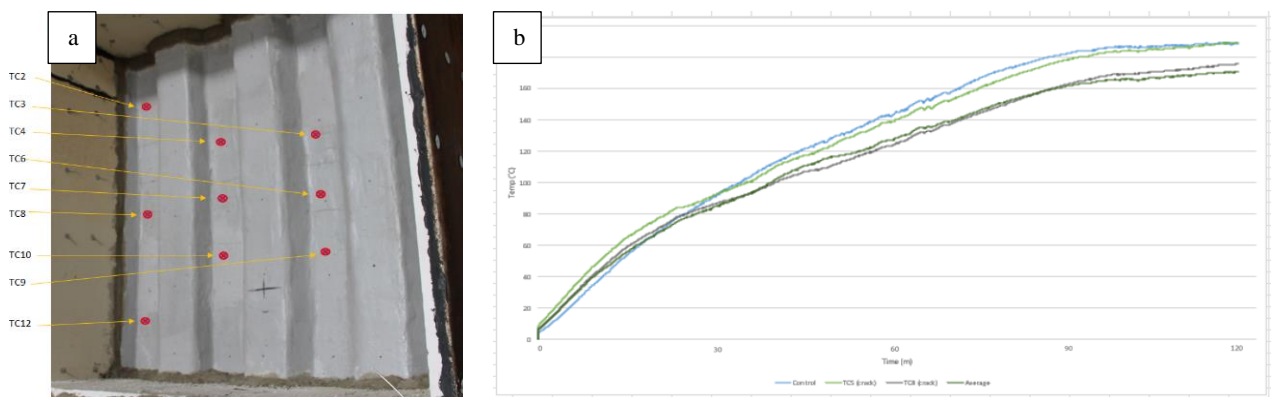 a
TC2
TC3
TC4
TC6
TC7
TC8
TC10
TC9
TC12
b
160
140
120
100
80
60
40
20
0
Temp (°C)
0 30 60 90 120
Time (m)
Control TC5 (crack) TC8 (crack) Average